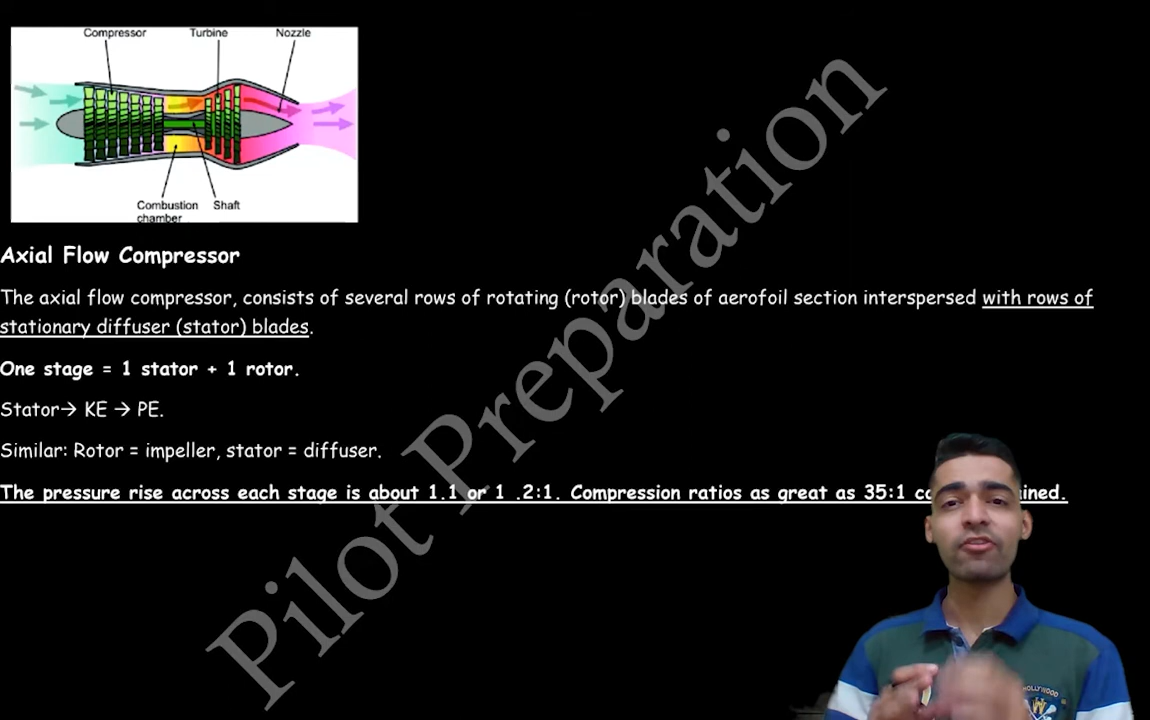 Compressor Turbine Nozzle
Combustion Shaft
chamber
Axial Flow Compressor
The axial flow compressor, consists of several rows of rotating (rotor) blades of aerofoil section interspersed with rows of
stationary diffuser (stator) blades.
One stage = 1 stator + 1 rotor.
Stator→ KE → PE.
Similar: Rotor = impeller, stator = diffuser.
The pressure rise across each stage is about 1.1 or 1 .2:1. Compression ratios as great as 35:1
Pilot Preparation
HOLLYWOOD